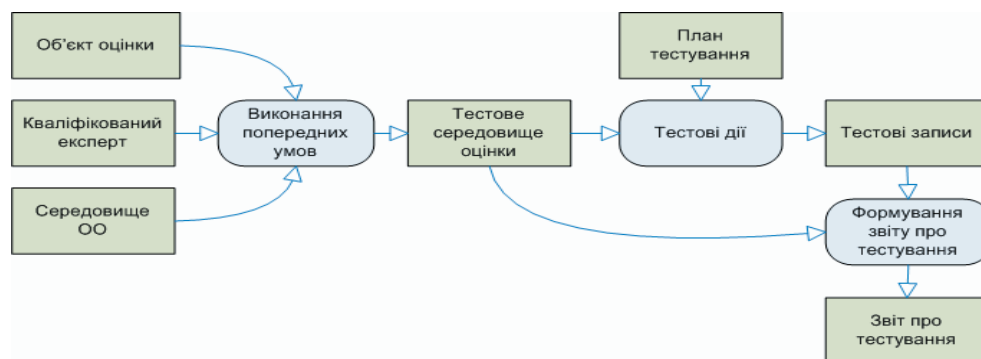 Об'єкт оцінки
План
тестування
Кваліфікований
експерт
Виконання
попередних
умов
Тестове
середовище
оцінки
Тестові дії
Тестові записи
Середовище
ОО
Формування
звіту про
тестування
Звіт про
тестування